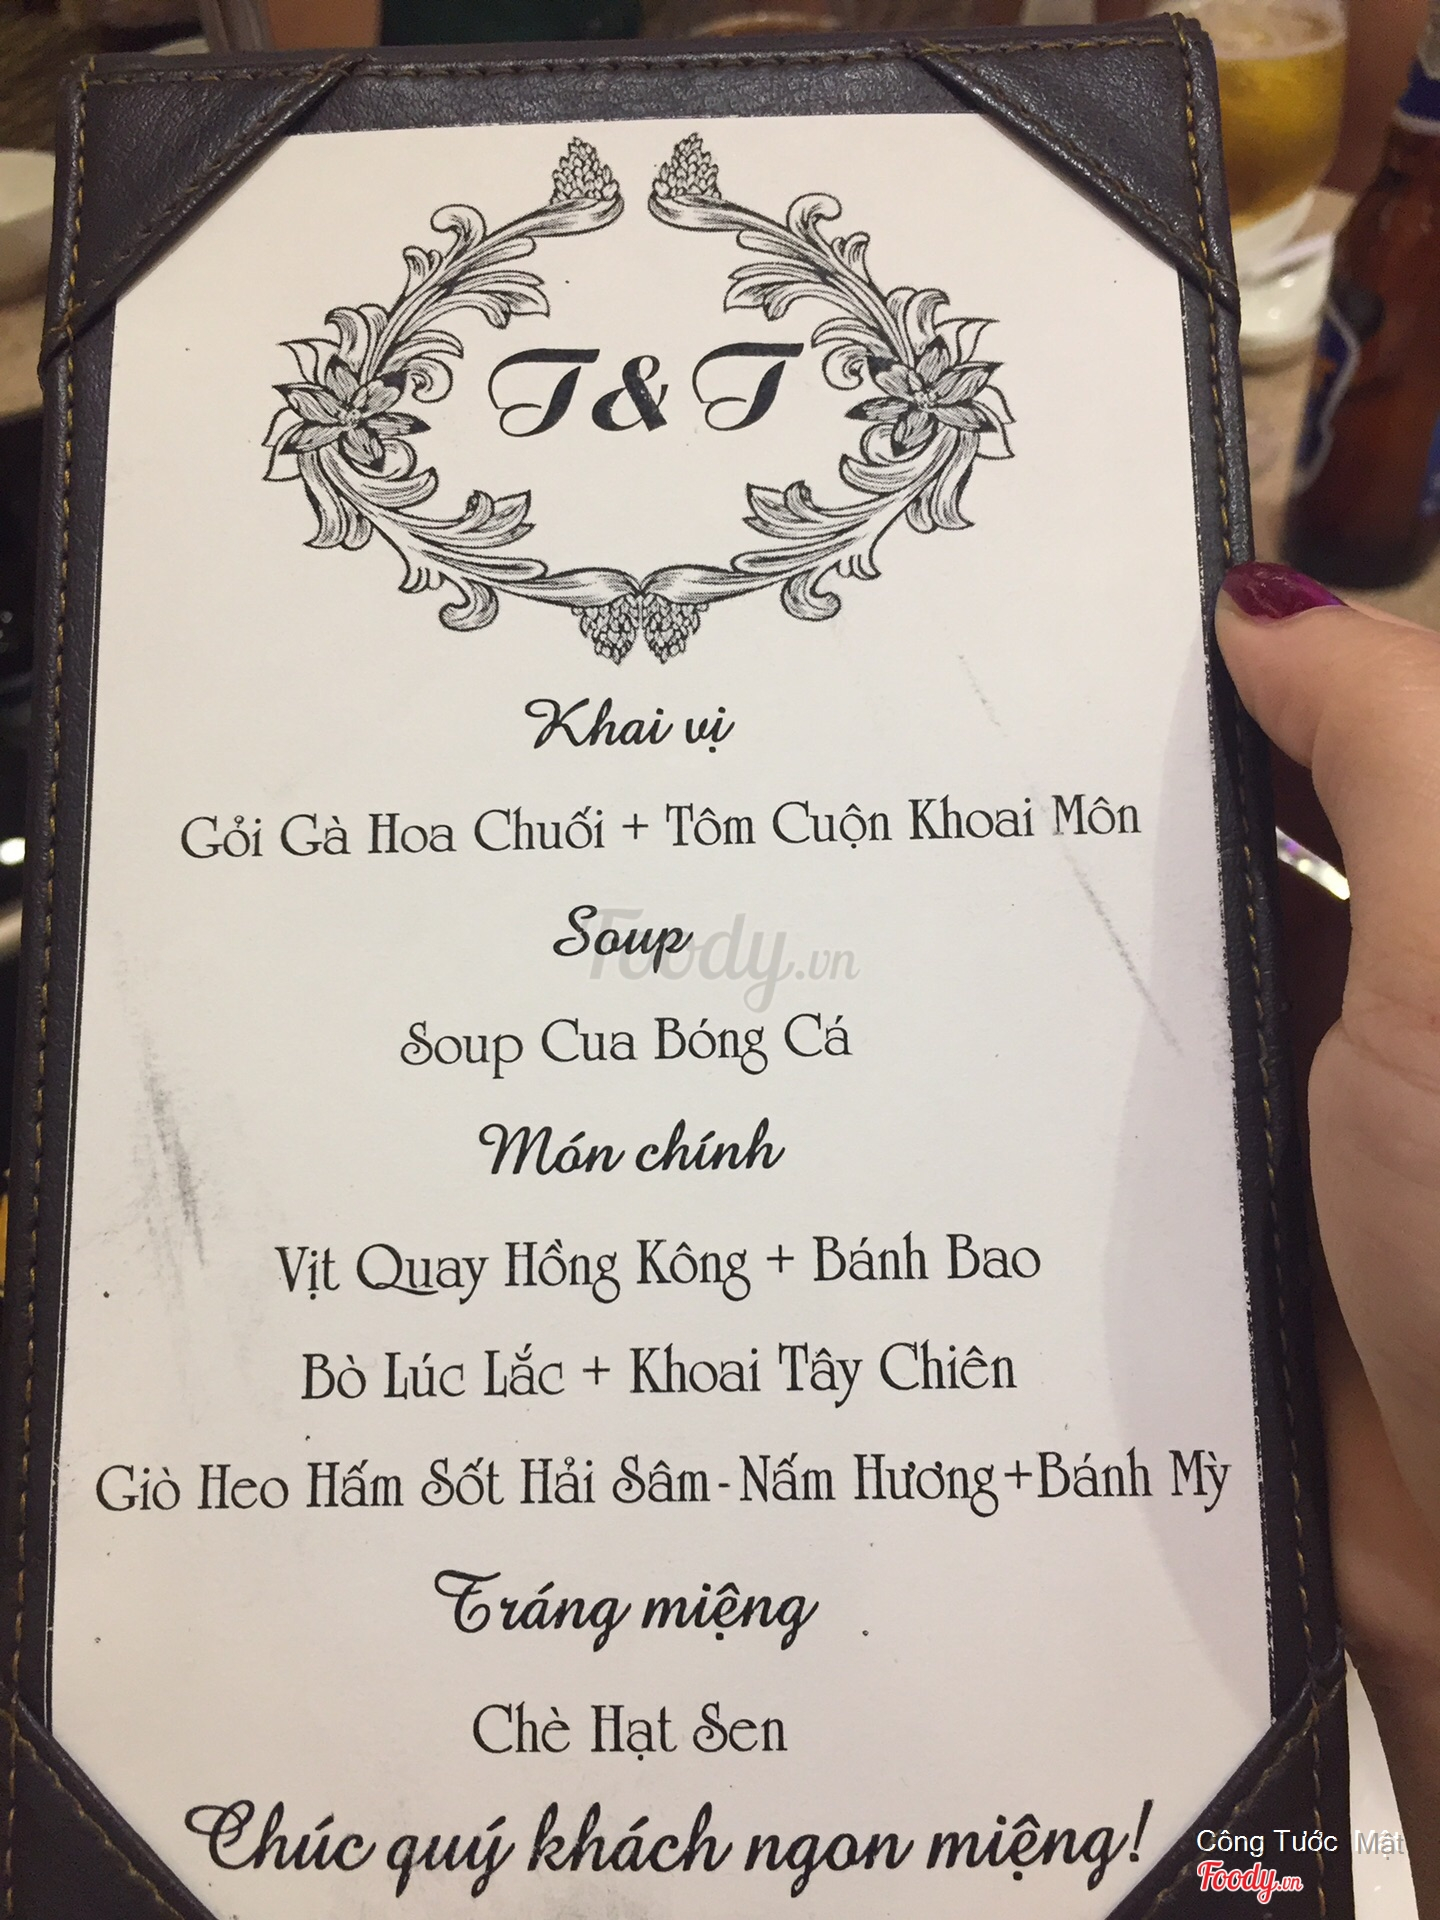 T&T
Khai vị
Gỏi Gà Hoa Chuối + Tôm Cuộn Khoai Môn
Soup
Foody.vn
Soup Cua Bóng Cá
Món chính
Vịt Quay Hồng Kông + Bánh Bao
Bò Lúc Lắc + Khoai Tây Chiên
Giò Heo Hấm Sốt Hải Sâm - Nấm Hương + Bánh Mỳ
Tráng miệng
Chè Hạt Sen
Chúc quý khách ngon miệng!
Công Tước Mật
Foody.vn